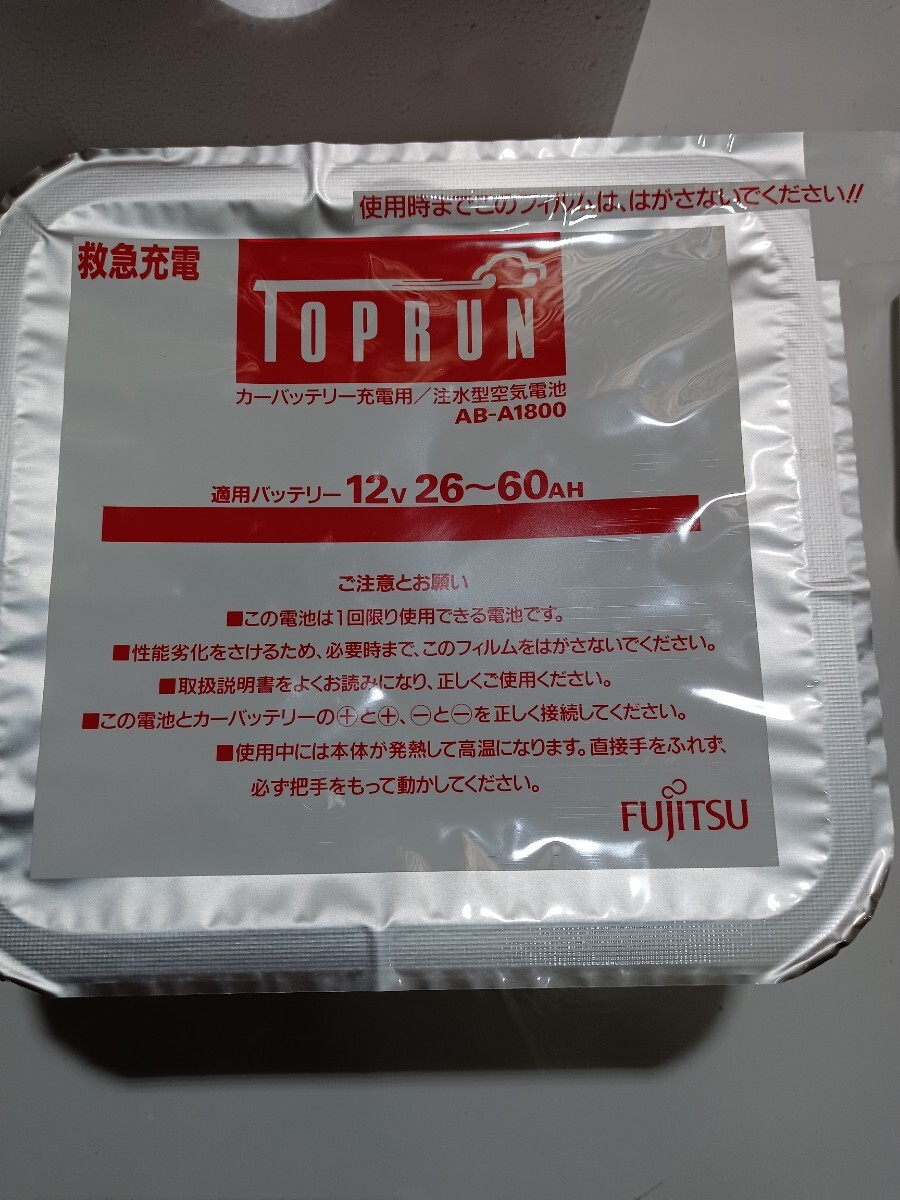 使用時までこのフィルムは、はがさないでください!!
救急充電
TOPRUN
カーバッテリー充電用/注水型空気電池
AB-A1800
適用バッテリー12V 26~60AH
ご注意とお願い
■この電池は1回限り使用できる電池です。
■性能劣化をさけるため、必要時まで、このフィルムをはがさないでください。
■取扱説明書をよくお読みになり、正しくご使用ください。
■この電池とカーバッテリーの⊕と⊕、⊖と⊖を正しく接続してください。
■使用中には本体が発熱して高温になります。直接手をふれず、
必ず把手をもって動かしてください。
FUJITSU